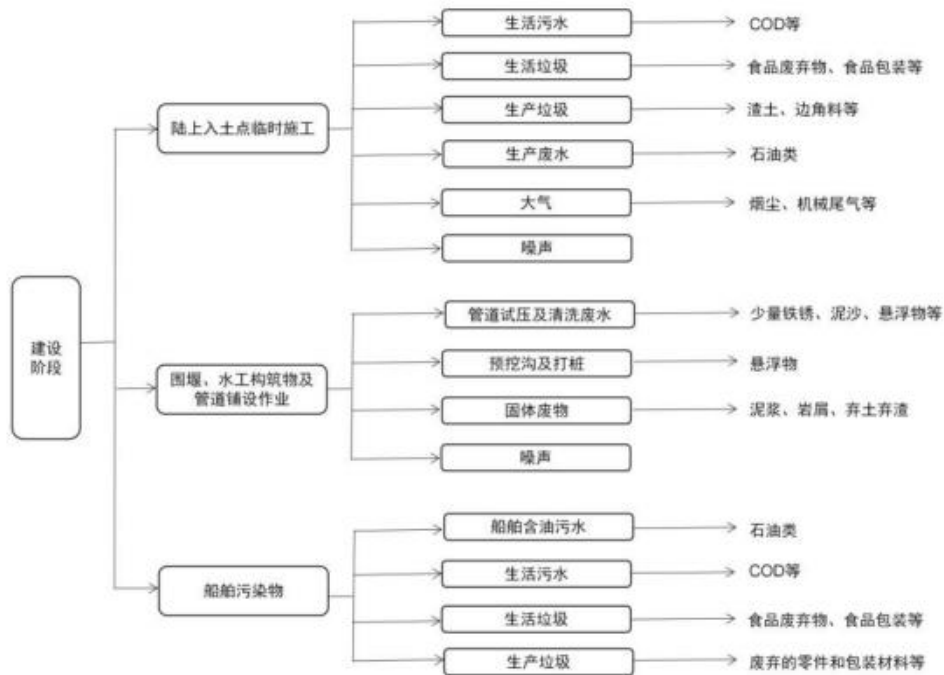 建设
阶段
陆上入土点临时施工
生活污水
COD等
生活垃圾
食品废弃物、食品包装等
生产垃圾
渣土、边角料等
生产废水
石油类
大气
烟尘、机械尾气等
噪声
围堰、水工构筑物及
管道铺设作业
管道试压及清洗废水
少量铁锈、泥沙、悬浮物等
预挖沟及打桩
悬浮物
固体废物
泥浆、岩屑、弃土弃渣
噪声
船舶污染物
船舶含油污水
石油类
生活污水
COD等
生活垃圾
食品废弃物、食品包装等
生产垃圾
废弃的零件和包装材料等